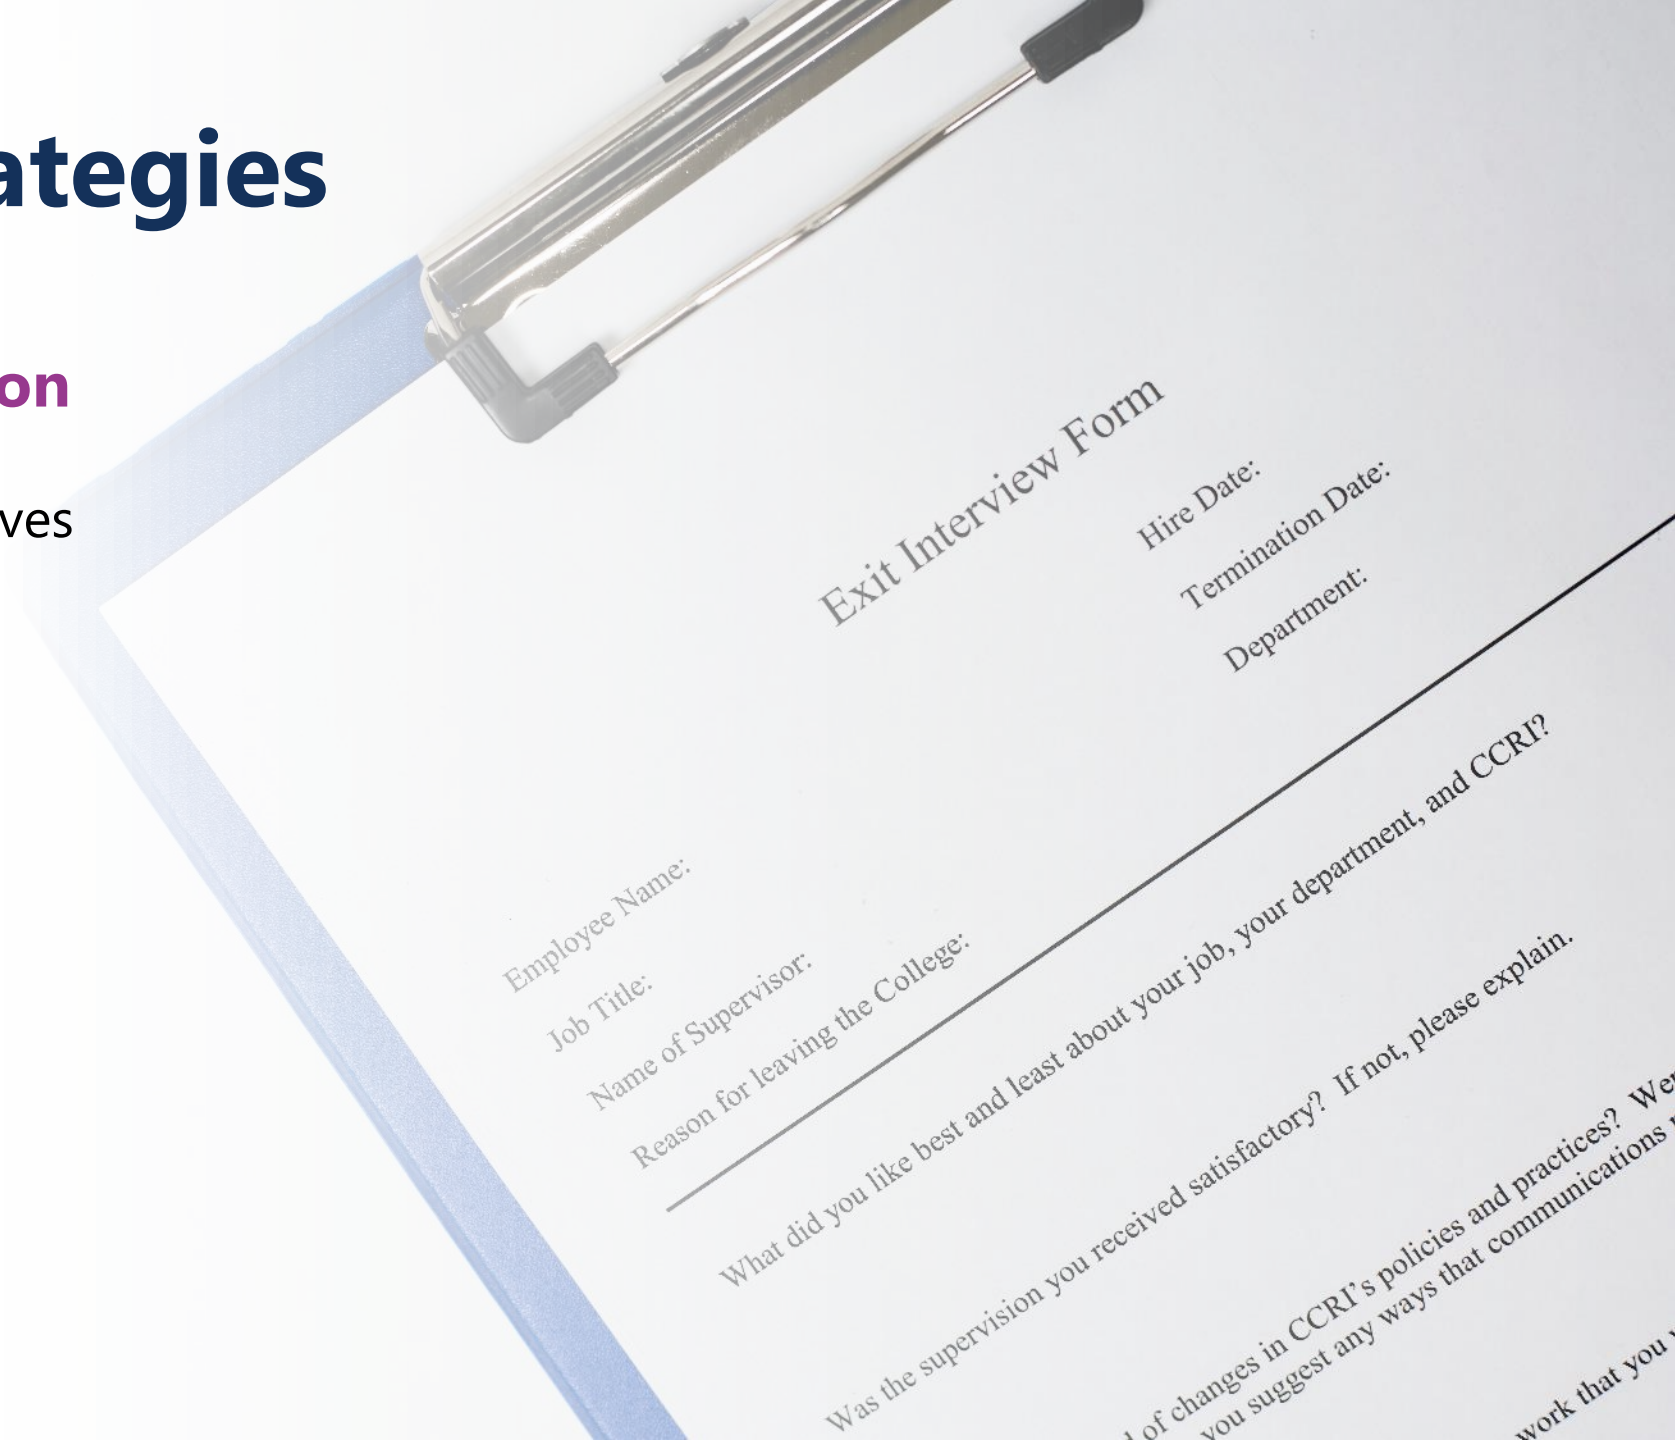 ategies
on
ves
Exit Interview Form
Hire Date:
Termination Date:
Department:
Employee Name:
Job Title:
Name of Supervisor:
Reason for leaving the College:
What did you like best and least about your job, your department, and CCRI?
Was the supervision you received satisfactory?  If not, please explain.
of changes in CCRI's policies and practices?
you suggest any ways that communications
work that you